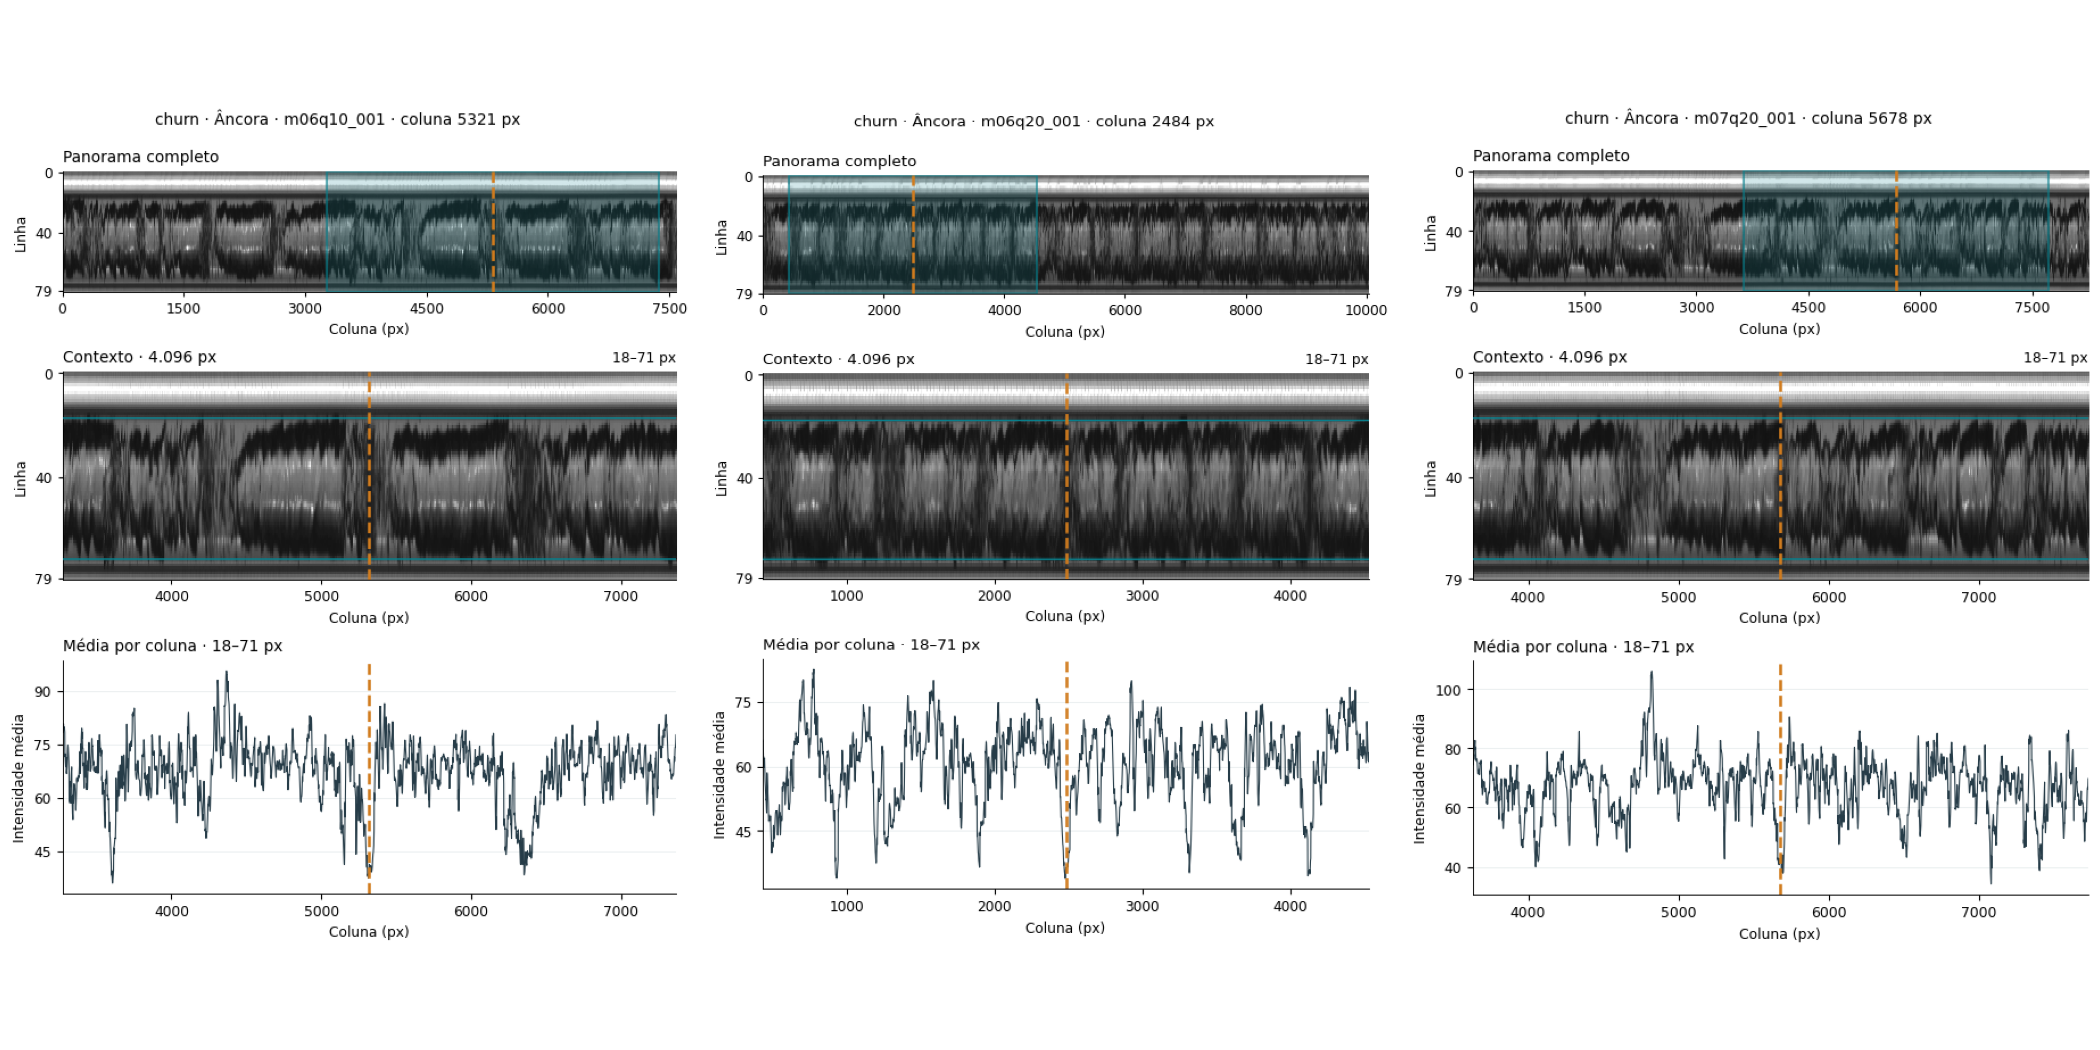 churn · Âncora · m06q10_001 · coluna 5321 px
Panorama completo
0
40
79
Linha
0 1500 3000 4500 6000 7500
Coluna (px)
Contexto · 4.096 px 18–71 px
0
40
79
Linha
4000 5000 6000 7000
Coluna (px)
Média por coluna · 18–71 px
90
75
60
45
Intensidade média
4000 5000 6000 7000
Coluna (px)
churn · Âncora · m06q20_001 · coluna 2484 px
Panorama completo
0
40
79
Linha
0 2000 4000 6000 8000 10000
Coluna (px)
Contexto · 4.096 px 18–71 px
0
40
79
Linha
1000 2000 3000 4000
Coluna (px)
Média por coluna · 18–71 px
75
60
45
Intensidade média
1000 2000 3000 4000
Coluna (px)
churn · Âncora · m07q20_001 · coluna 5678 px
Panorama completo
0
40
79
Linha
0 1500 3000 4500 6000 7500
Coluna (px)
Contexto · 4.096 px 18–71 px
0
40
79
Linha
4000 5000 6000 7000
Coluna (px)
Média por coluna · 18–71 px
100
80
60
40
Intensidade média
4000 5000 6000 7000
Coluna (px)